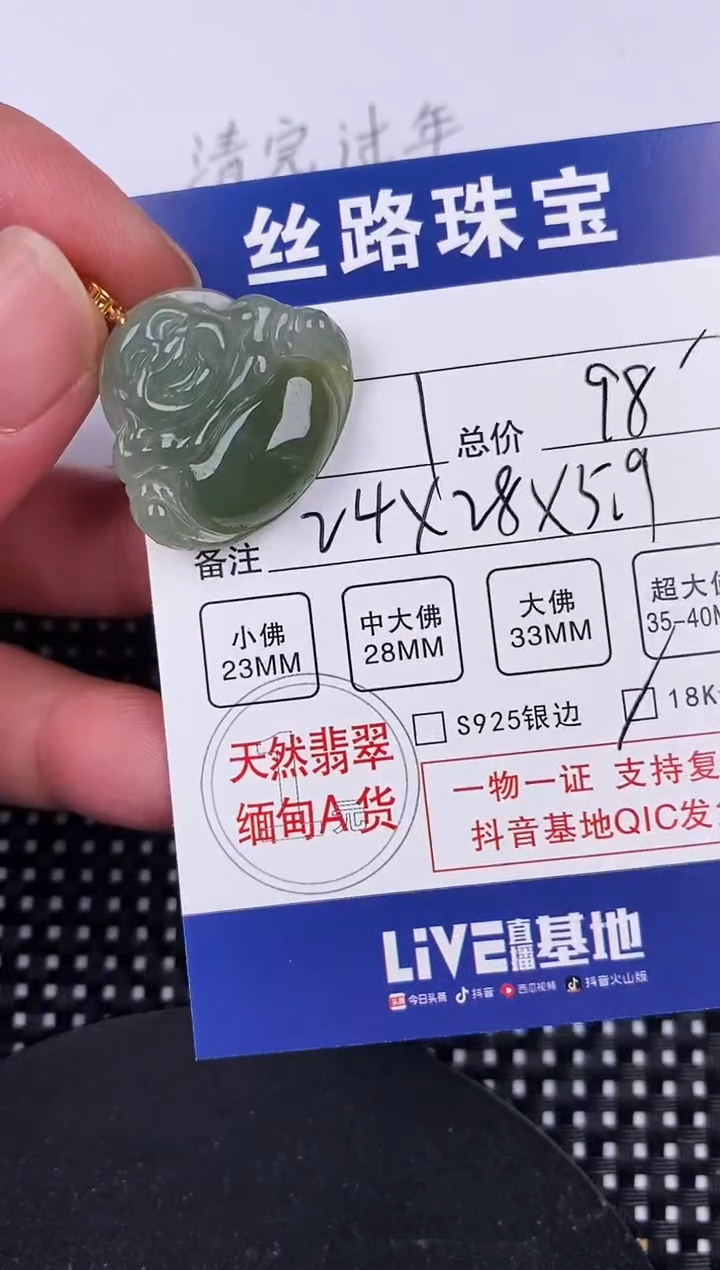 清完过年
丝路珠宝
总价 98
备注 24X28X5.9
小佛 23MM
中大佛 28MM
大佛 33MM
超大 35-40
S925银边
18K
天然翡翠
缅甸A货
一物一证 支持复
抖音基地QIC发
LiVE直播基地
今日头条 抖音 西瓜视频 抖音火山版